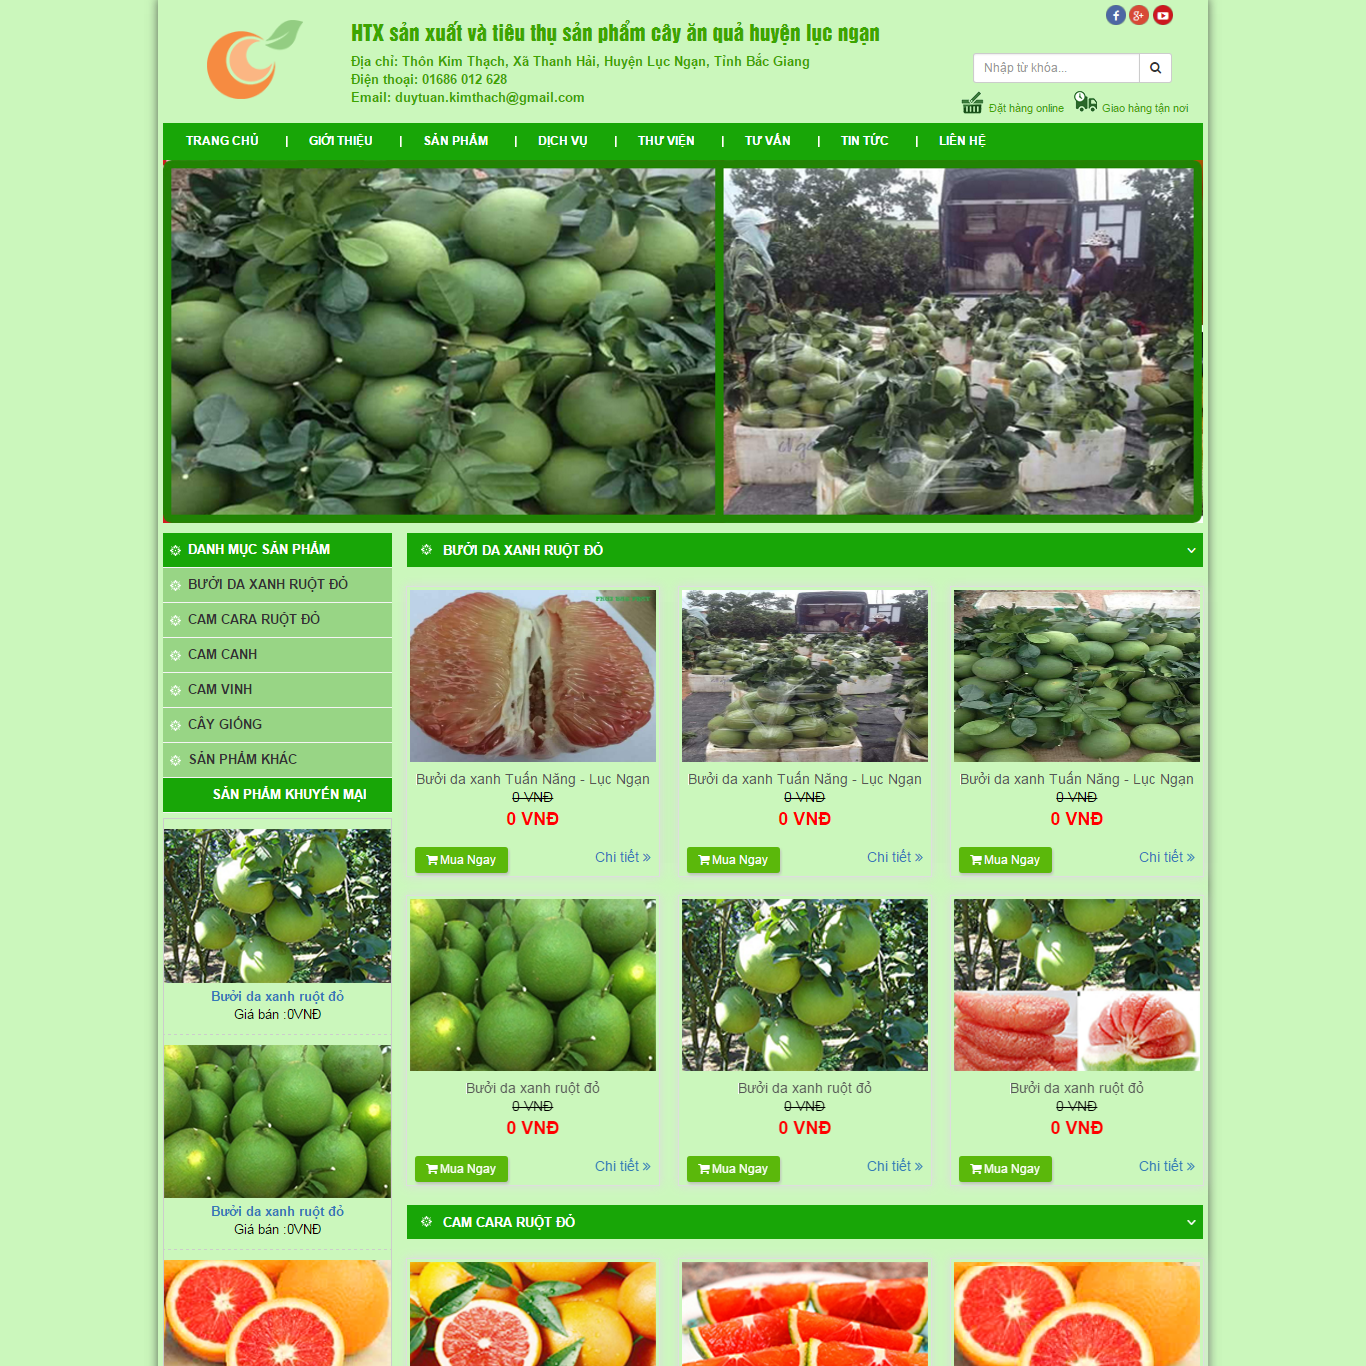 HTX sản xuất và tiêu thụ sản phẩm cây ăn quả huyện lục ngạn
Địa chỉ: Thôn Kim Thạch, Xã Thanh Hải, Huyện Lục Ngạn, Tỉnh Bắc Giang
Điện thoại: 01686 012 628
Email: duytuan.kimthach@gmail.com
Nhập từ khóa...
Đặt hàng online Giao hàng tận nơi
TRANG CHỦ | GIỚI THIỆU | SẢN PHẨM | DỊCH VỤ | THƯ VIỆN | TƯ VẤN | TIN TỨC | LIÊN HỆ
DANH MỤC SẢN PHẨM
BƯỞI DA XANH RUỘT ĐỎ
CAM CARA RUỘT ĐỎ
CAM CANH
CAM VINH
CÂY GIỐNG
SẢN PHẨM KHÁC
SẢN PHẨM KHUYẾN MẠI
Bưởi da xanh ruột đỏ
Giá bán :0VNĐ
Bưởi da xanh ruột đỏ
Giá bán :0VNĐ
BƯỞI DA XANH RUỘT ĐỎ
Bưởi da xanh Tuấn Năng - Lục Ngạn
0 VNĐ
0 VNĐ
Mua Ngay Chi tiết »
Bưởi da xanh Tuấn Năng - Lục Ngạn
0 VNĐ
0 VNĐ
Mua Ngay Chi tiết »
Bưởi da xanh Tuấn Năng - Lục Ngạn
0 VNĐ
0 VNĐ
Mua Ngay Chi tiết »
Bưởi da xanh ruột đỏ
0 VNĐ
0 VNĐ
Mua Ngay Chi tiết »
Bưởi da xanh ruột đỏ
0 VNĐ
0 VNĐ
Mua Ngay Chi tiết »
Bưởi da xanh ruột đỏ
0 VNĐ
0 VNĐ
Mua Ngay Chi tiết »
CAM CARA RUỘT ĐỎ